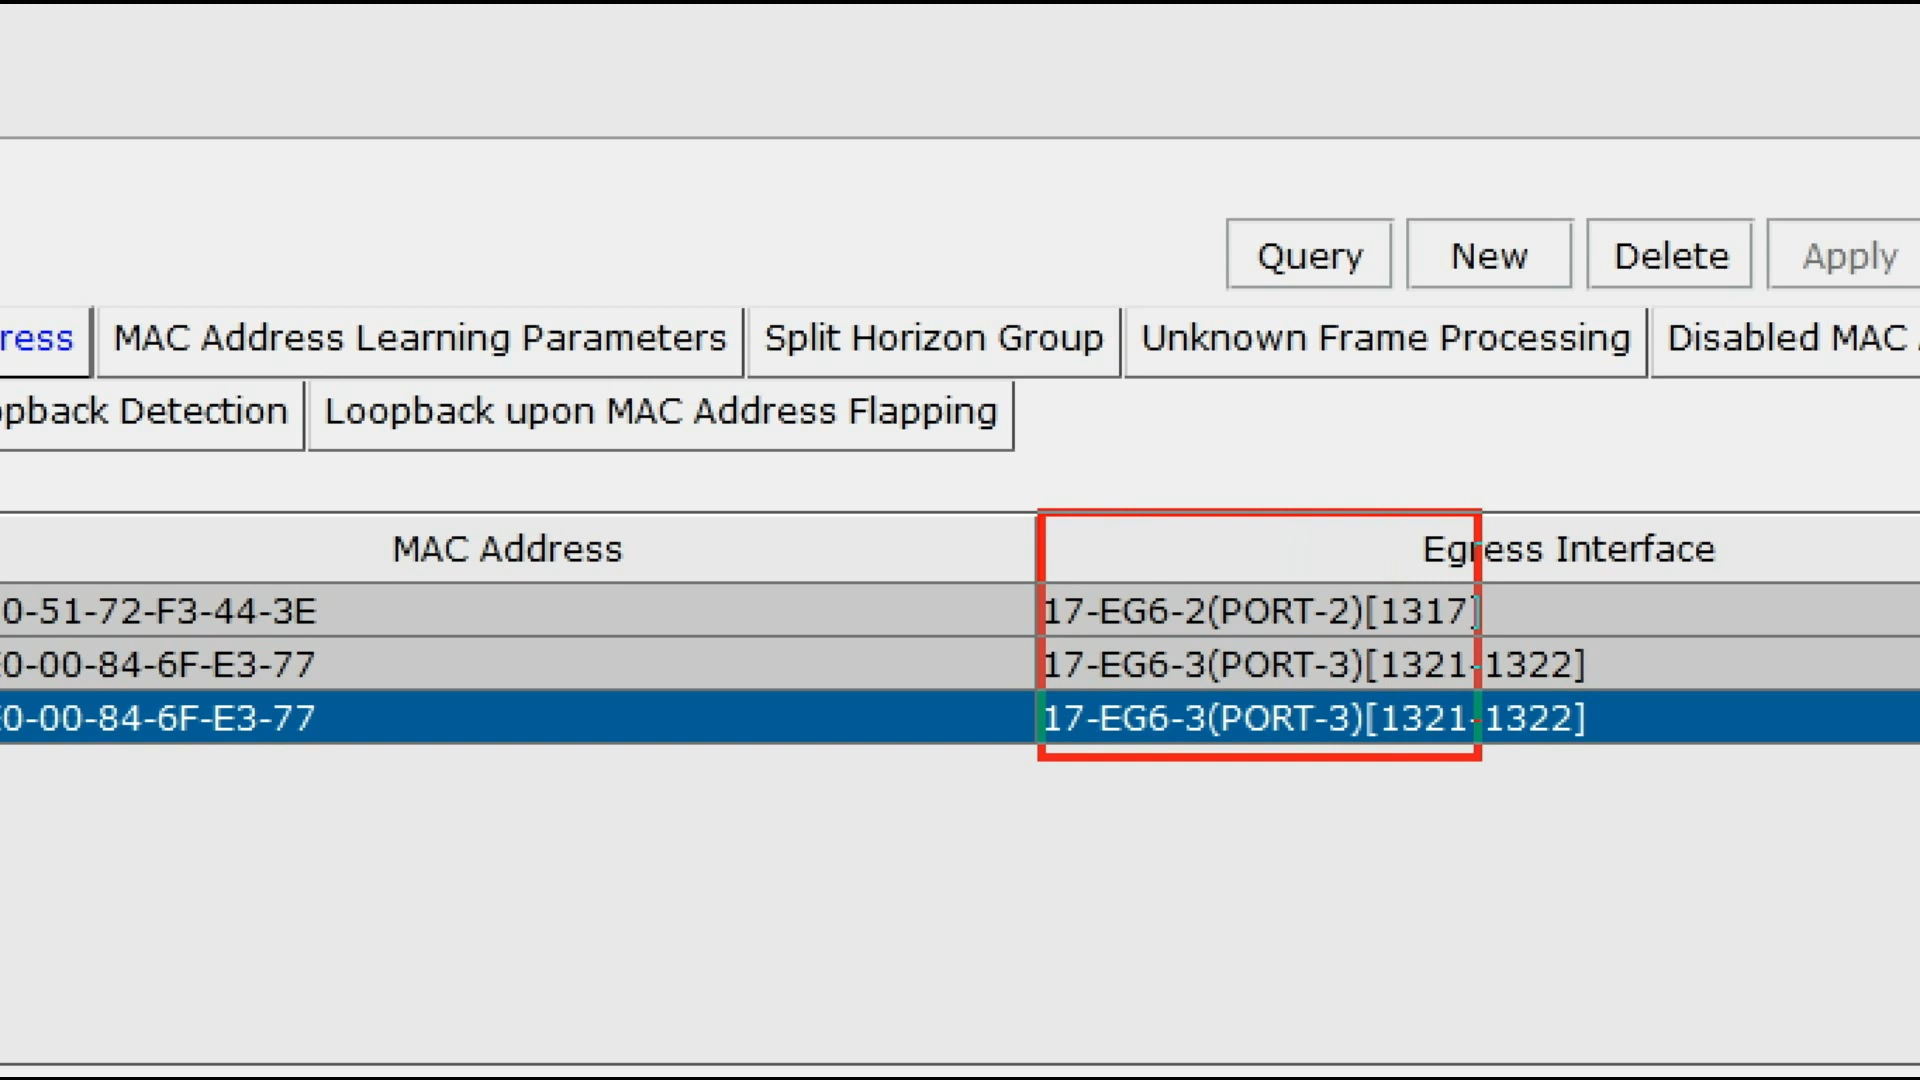 Query New Delete Apply
ress MAC Address Learning Parameters Split Horizon Group Unknown Frame Processing Disabled MAC
opback Detection Loopback upon MAC Address Flapping
MAC Address Egress Interface
0-51-72-F3-44-3E 17-EG6-2(PORT-2)[1317]
0-00-84-6F-E3-77 17-EG6-3(PORT-3)[1321-1322]
0-00-84-6F-E3-77 17-EG6-3(PORT-3)[1321-1322]